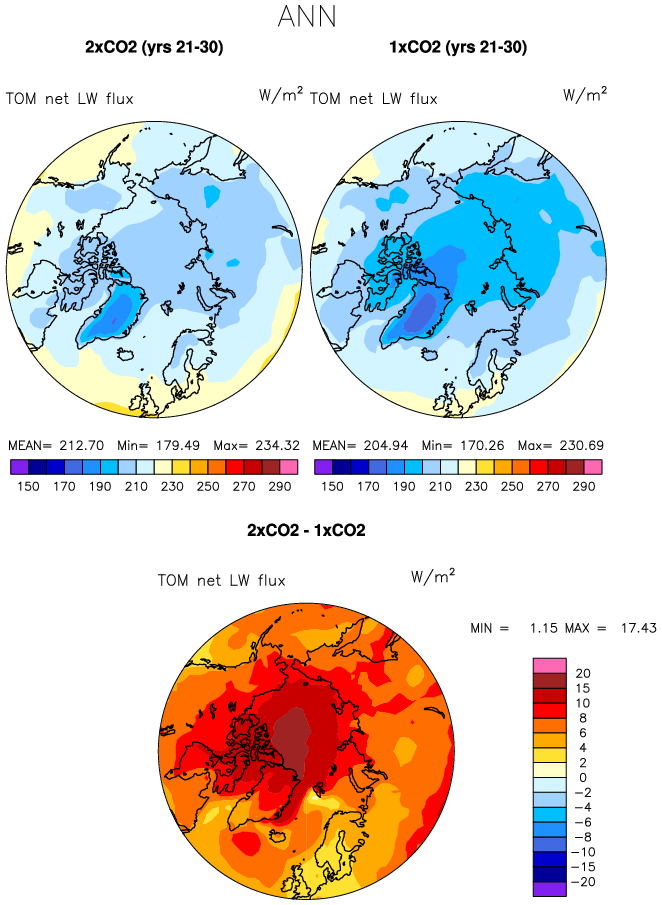 ANN
2xCO2 (yrs 21-30) 1xCO2 (yrs 21-30)
TOM net LW flux W/m² TOM net LW flux W/m²
MEAN= 212.70 Min= 179.49 Max= 234.32 MEAN= 204.94 Min= 170.26 Max= 230.69
150 170 190 210 230 250 270 290 150 170 190 210 230 250 270 290
2xCO2 - 1xCO2
TOM net LW flux W/m²
MIN = 1.15 MAX = 17.43
20
15
10
8
6
4
2
0
−2
−4
−6
−8
−10
−15
−20